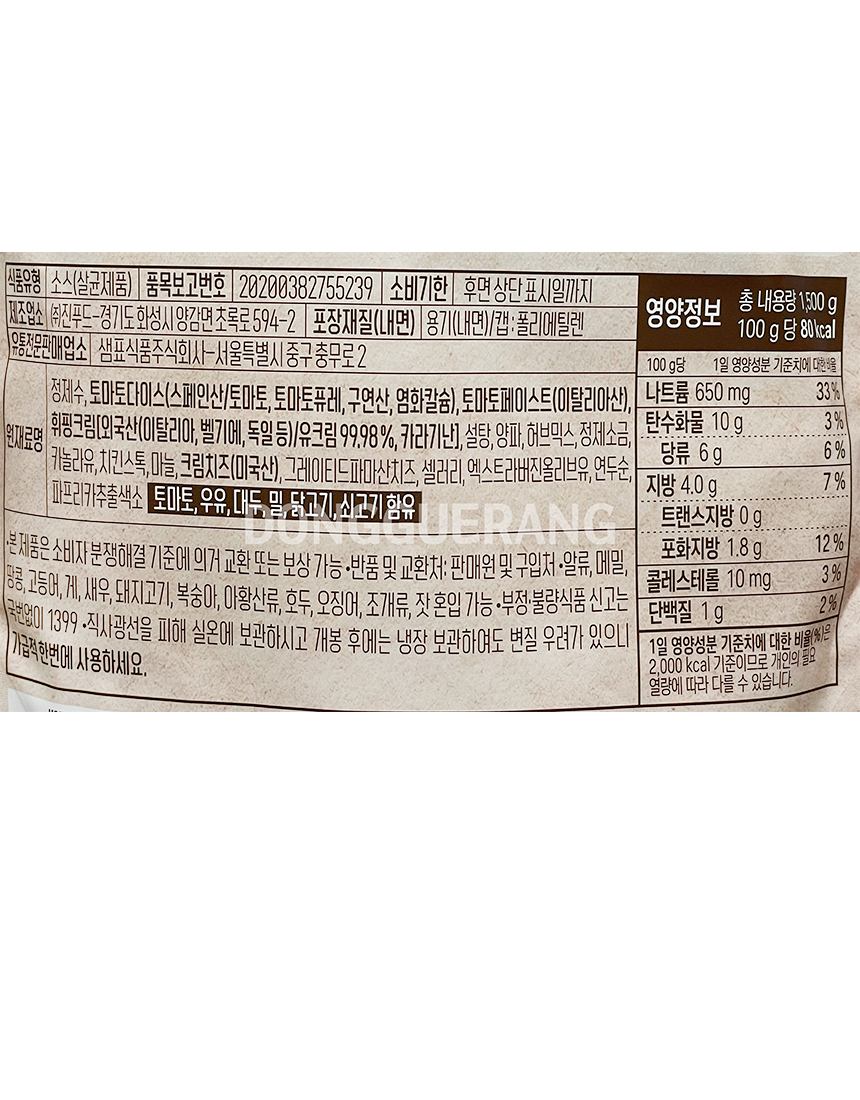 식품유형 소스(살균제품) 품목보고번호 20200382755239 소비기한 후면 상단 표시일까지
제조업소 ㈜진푸드-경기도 화성시 양감면 초록로 594-2 포장재질(내면) 용기(내면)/캡:폴리에틸렌
유통전문판매업소 샘표식품주식회사-서울특별시 중구 충무로 2
원재료명
정제수, 토마토다이스(스페인산/토마토, 토마토퓨레, 구연산, 염화칼슘), 토마토페이스트(이탈리아산),
휘핑크림[외국산(이탈리아, 벨기에, 독일 등)/유크림 99.98%, 카라기난], 설탕, 양파, 허브믹스, 정제소금,
카놀라유, 치킨스톡, 마늘, 크림치즈(미국산), 그레이티드파마산치즈, 셀러리, 엑스트라버진올리브유, 연두순,
파프리카추출색소 토마토, 우유, 대두, 밀, 닭고기, 쇠고기 함유
DONGGUERANG
•본 제품은 소비자 분쟁해결 기준에 의거 교환 또는 보상 가능 •반품 및 교환처: 판매원 및 구입처 •알류, 메밀,
땅콩, 고등어, 게, 새우, 돼지고기, 복숭아, 아황산류, 호두, 오징어, 조개류, 잣 혼입 가능 •부정·불량식품 신고는
국번없이 1399 •직사광선을 피해 실온에 보관하시고 개봉 후에는 냉장 보관하여도 변질 우려가 있으니
가급적 한번에 사용하세요.
영양정보 총 내용량 1,500 g
100 g 당 80 kcal
100 g당 1일 영양성분 기준치에 대한 비율
나트륨 650 mg 33%
탄수화물 10 g 3%
당류 6 g 6%
지방 4.0 g 7%
트랜스지방 0 g
포화지방 1.8 g 12%
콜레스테롤 10 mg 3%
단백질 1 g 2%
1일 영양성분 기준치에 대한 비율(%)은
2,000 kcal 기준이므로 개인의 필요
열량에 따라 다를 수 있습니다.